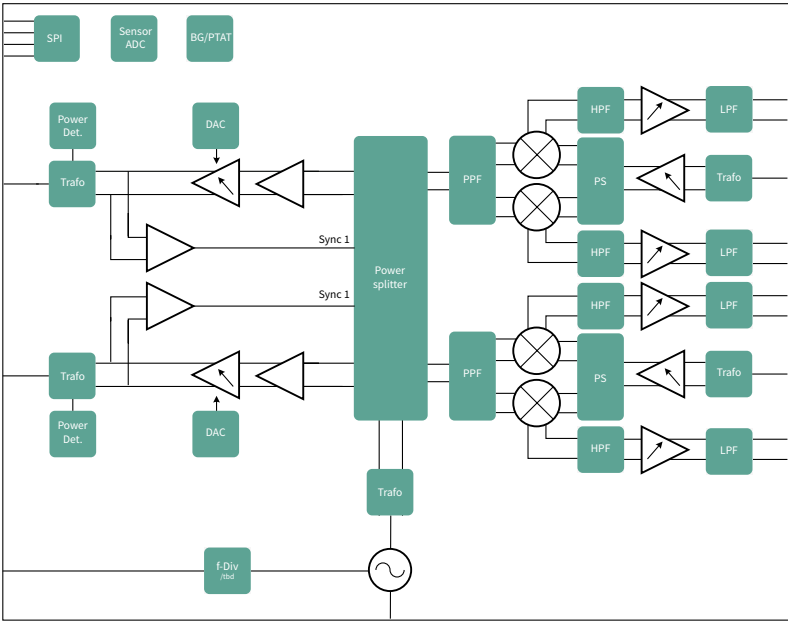 SPI
Sensor
ADC
BG/PTAT
Power
Det.
DAC
HPF
LPF
Trafo
PPF
PS
Trafo
Sync 1
HPF
LPF
Power
splitter
Sync 1
HPF
LPF
Trafo
PPF
PS
Trafo
Power
Det.
DAC
HPF
LPF
Trafo
f-Div
/tbd